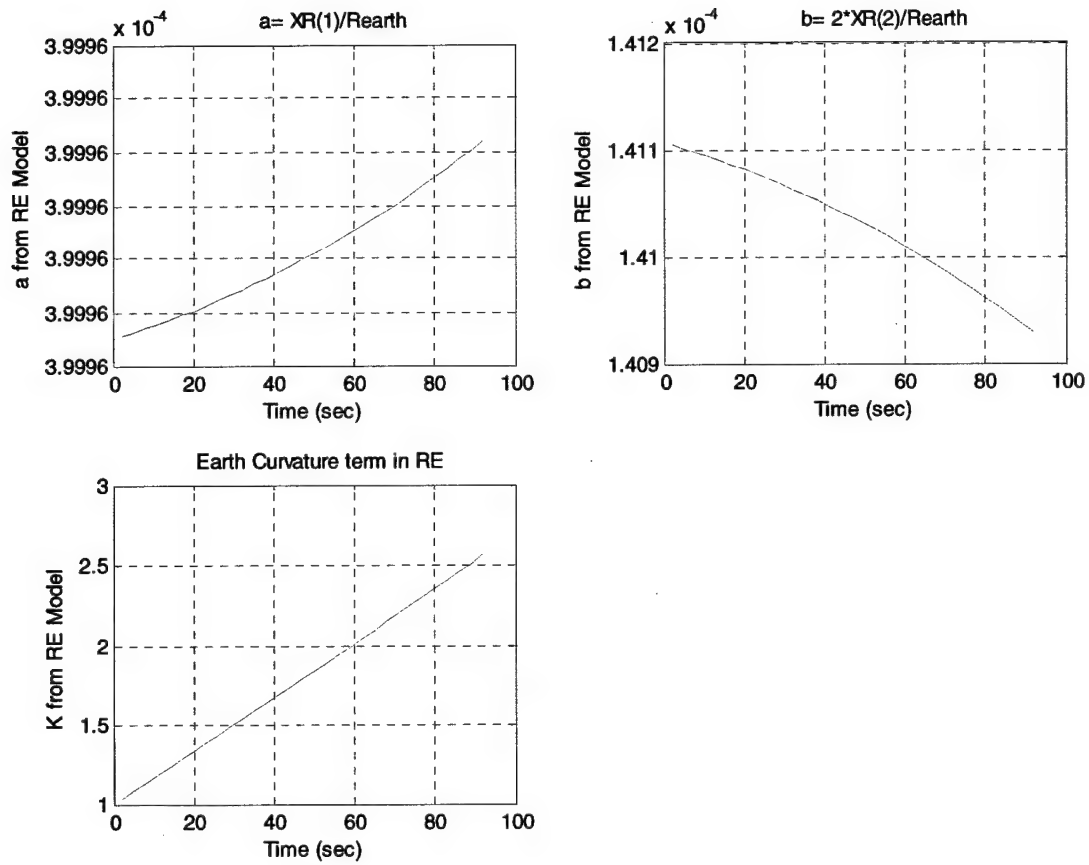 a= XR(1)/Rearth
x 10-4
3.9996
3.9996
3.9996
3.9996
3.9996
3.9996
3.9996
a from RE Model
0 20 40 60 80 100
Time (sec)
b= 2*XR(2)/Rearth
x 10-4
1.412
1.411
1.41
1.409
b from RE Model
0 20 40 60 80 100
Time (sec)
Earth Curvature term in RE
3
2.5
2
1.5
1
K from RE Model
0 20 40 60 80 100
Time (sec)